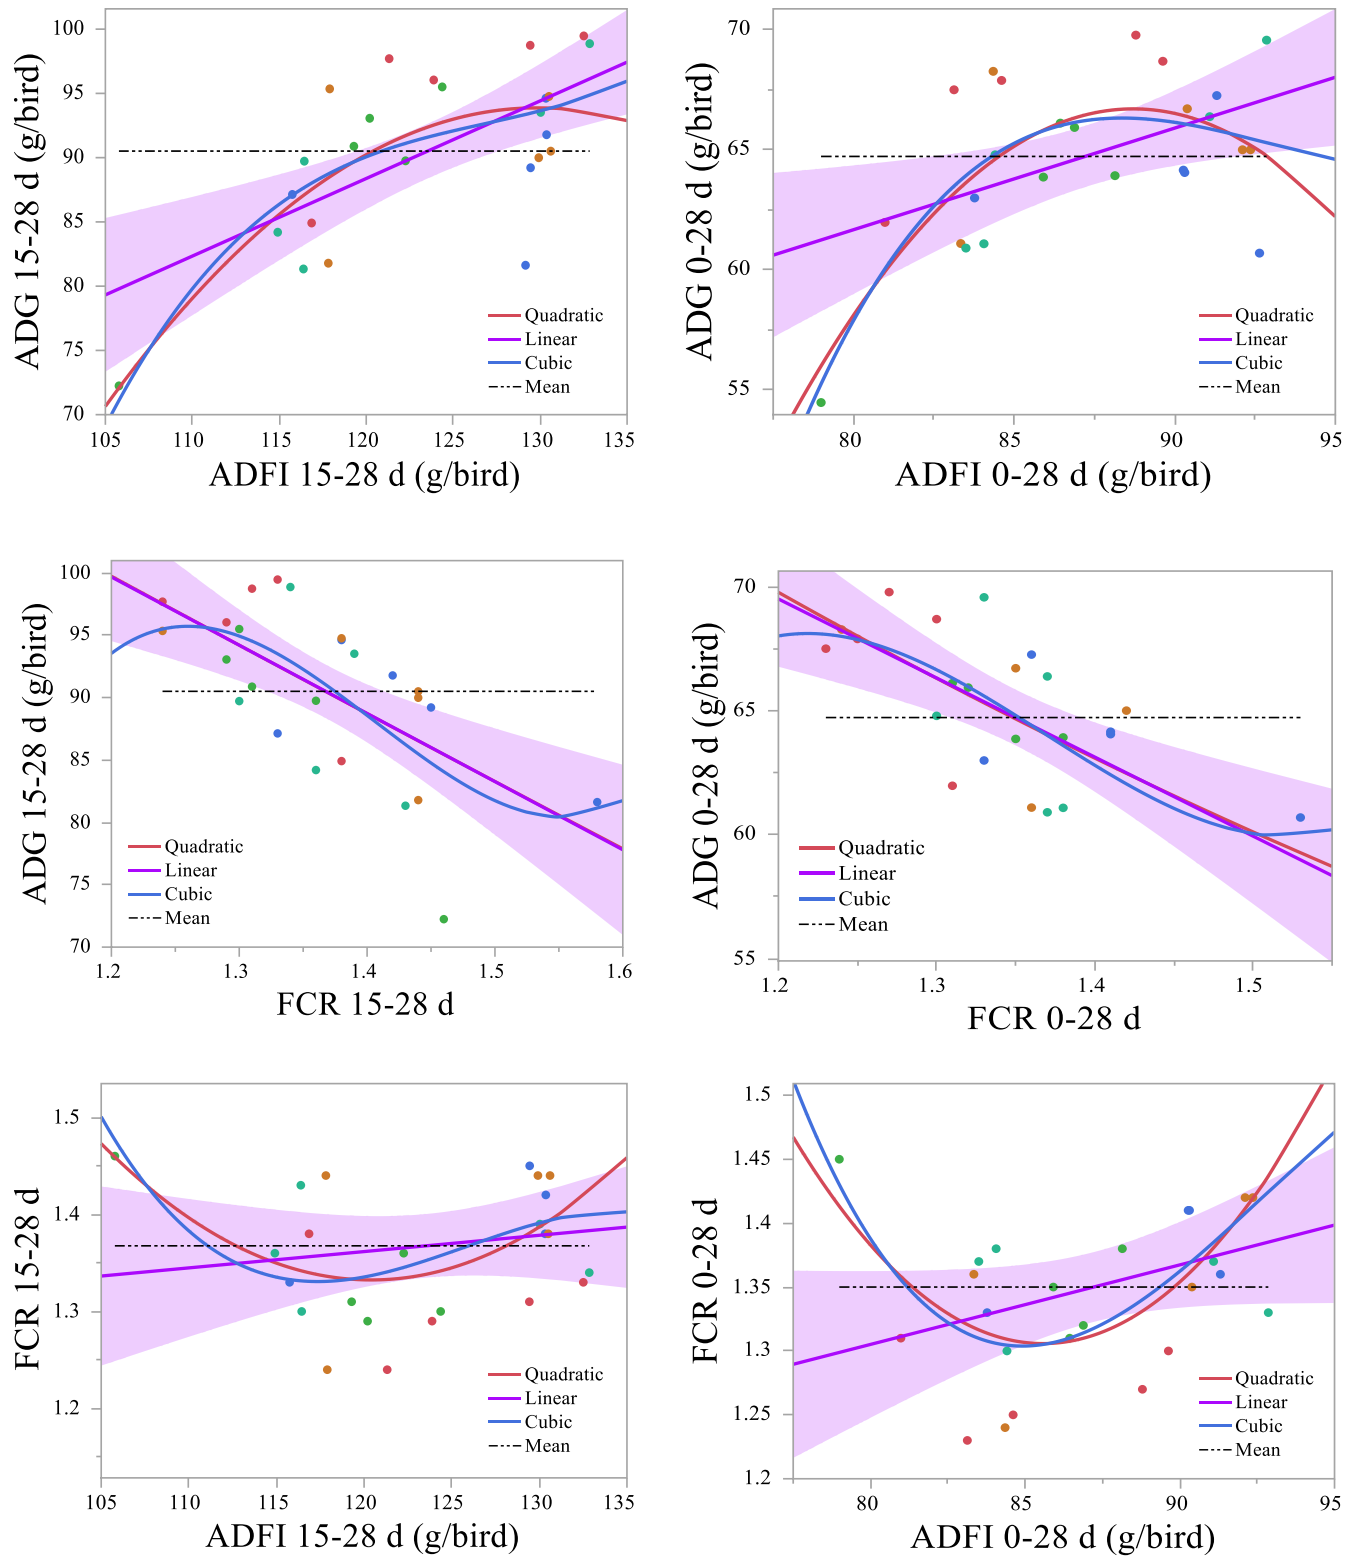 ADG 15-28 d (g/bird)
100
95
90
85
80
75
70
105
110
115
120
125
130
135
ADFI 15-28 d (g/bird)
Quadratic
Linear
Cubic
Mean
ADG 0-28 d (g/bird)
70
65
60
55
80
85
90
95
ADFI 0-28 d (g/bird)
Quadratic
Linear
Cubic
Mean
ADG 15-28 d (g/bird)
100
95
90
85
80
75
70
1.2
1.3
1.4
1.5
1.6
FCR 15-28 d
Quadratic
Linear
Cubic
Mean
ADG 0-28 d (g/bird)
70
65
60
55
1.2
1.3
1.4
1.5
FCR 0-28 d
Quadratic
Linear
Cubic
Mean
FCR 15-28 d
1.5
1.4
1.3
1.2
105
110
115
120
125
130
135
ADFI 15-28 d (g/bird)
Quadratic
Linear
Cubic
Mean
FCR 0-28 d
1.5
1.45
1.4
1.35
1.3
1.25
1.2
80
85
90
95
ADFI 0-28 d (g/bird)
Quadratic
Linear
Cubic
Mean